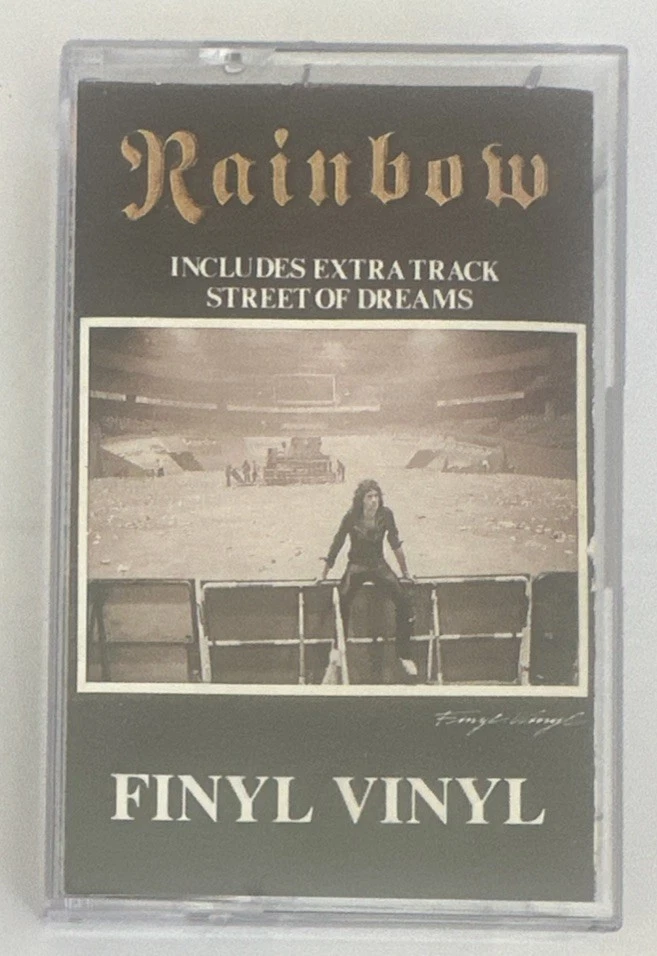 Rainbow
INCLUDES EXTRA TRACK
STREET OF DREAMS
Finyl Vinyl
FINYL VINYL